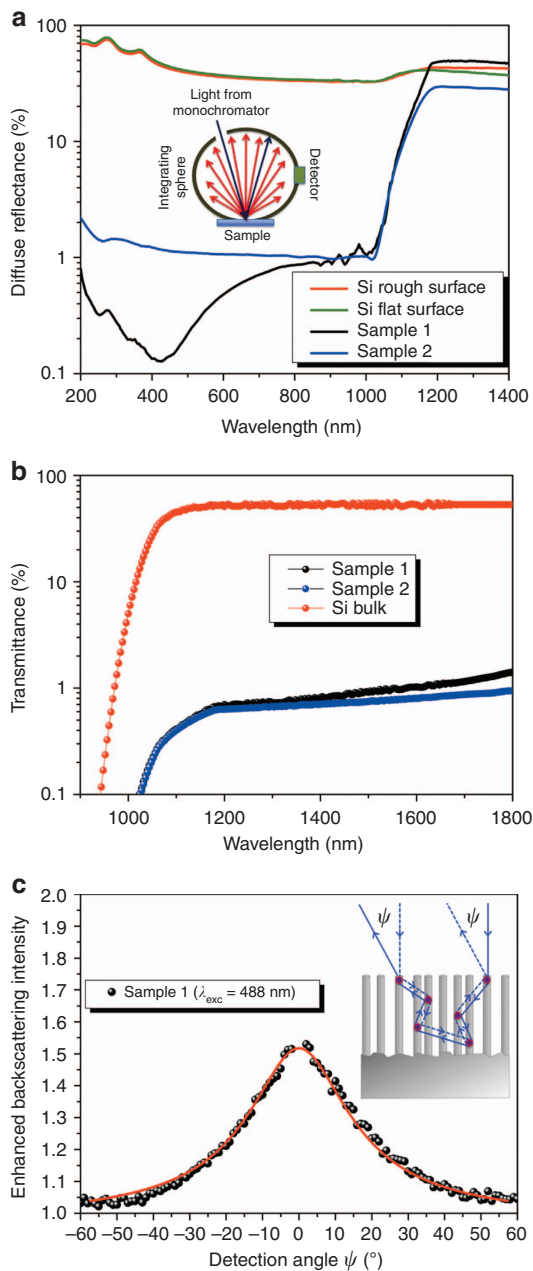 a
100
10
1
0.1
Diffuse reflectance (%)
Light from
monochromator
Integrating
sphere
Detector
Sample
Si rough surface
Si flat surface
Sample 1
Sample 2
200 400 600 800 1000 1200 1400
Wavelength (nm)
b
100
10
1
0.1
Transmittance (%)
Sample 1
Sample 2
Si bulk
1000 1200 1400 1600 1800
Wavelength (nm)
c
2.0
1.9
1.8
1.7
1.6
1.5
1.4
1.3
1.2
1.1
1.0
Enhanced backscattering intensity
ψ ψ
Sample 1 (λexc = 488 nm)
−60 −50 −40 −30 −20 −10 0 10 20 30 40 50 60
Detection angle ψ (°)